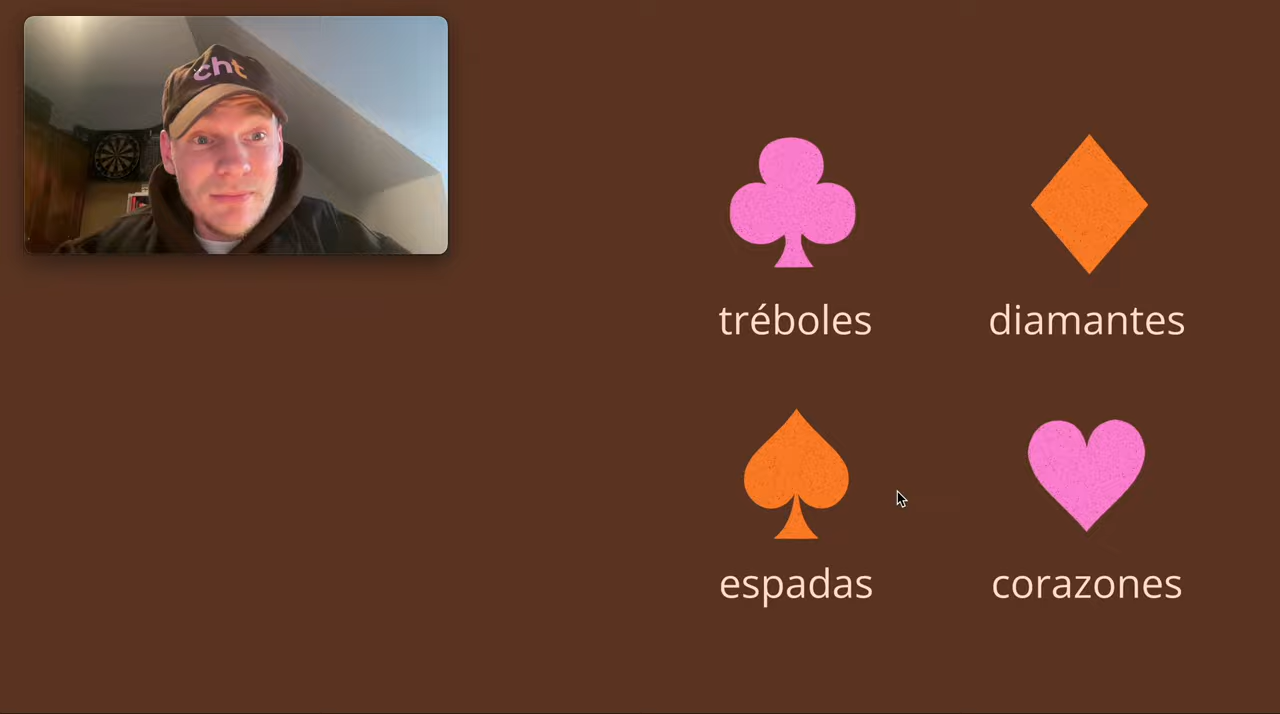 cht
tréboles
diamantes
espadas
corazones